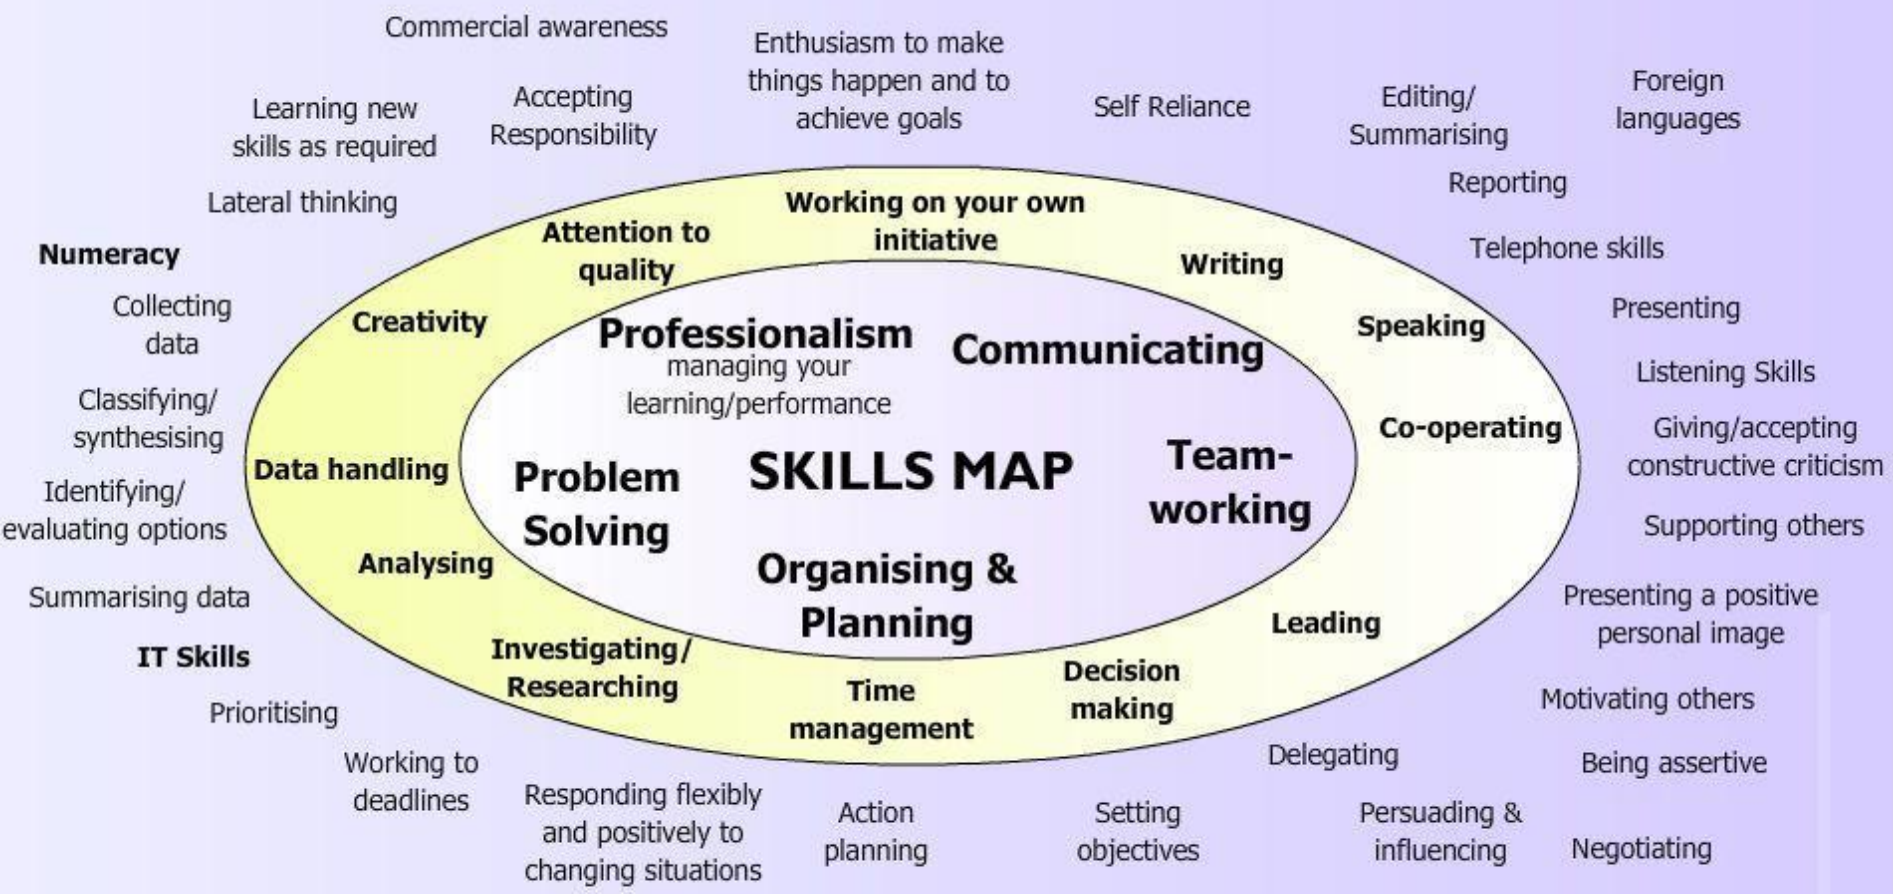 Commercial awareness
Enthusiasm to make
things happen and to
achieve goals
Learning new
skills as required
Accepting
Responsibility
Self Reliance
Editing/
Summarising
Foreign
languages
Reporting
Lateral thinking
Working on your own
initiative
Attention to
quality
Writing
Telephone skills
Numeracy
Collecting
data
Creativity
Speaking
Presenting
Professionalism
managing your
learning/performance
Communicating
Listening Skills
Classifying/
synthesising
Co-operating
Giving/accepting
constructive criticism
Data handling
Problem
Solving
SKILLS MAP
Team-
working
Identifying/
evaluating options
Supporting others
Analysing
Organising &
Planning
Summarising data
Presenting a positive
personal image
Leading
IT Skills
Investigating/
Researching
Time
management
Decision
making
Motivating others
Prioritising
Delegating
Being assertive
Working to
deadlines
Responding flexibly
and positively to
changing situations
Action
planning
Setting
objectives
Persuading &
influencing
Negotiating